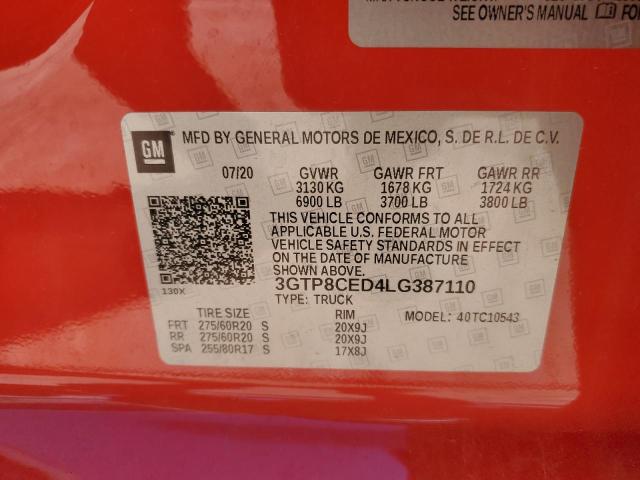 SEE OWNER'S MANUAL FO
GM
MFD BY GENERAL MOTORS DE MEXICO, S. DE R.L. DE C.V.
07/20 GVWR GAWR FRT GAWR RR
3130 KG 1678 KG 1724 KG
6900 LB 3700 LB 3800 LB
THIS VEHICLE CONFORMS TO ALL
APPLICABLE U.S. FEDERAL MOTOR
VEHICLE SAFETY STANDARDS IN EFFECT
ON THE DATE OF MANUFACTURE
SHOWN ABOVE.
130X
3GTP8CED4LG387110
TYPE: TRUCK MODEL: 40TC10543
TIRE SIZE RIM
FRT 275/60R20 S 20X9J
RR 275/60R20 S 20X9J
SPA 255/80R17 S 17X8J